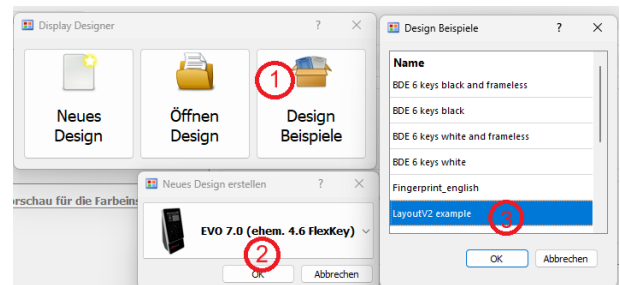 Display Designer
?
Neues
Design
Öffnen
Design
1
Design
Beispiele
orschau für die Farbeins
Neues Design erstellen
?
EVO 7.0 (ehem. 4.6 FlexKey)
2
OK
Abbrechen
Design Beispiele
?
Name
BDE 6 keys black and frameless
BDE 6 keys black
BDE 6 keys white and frameless
BDE 6 keys white
Fingerprint_english
LayoutV2 example
3
OK
Abbrechen